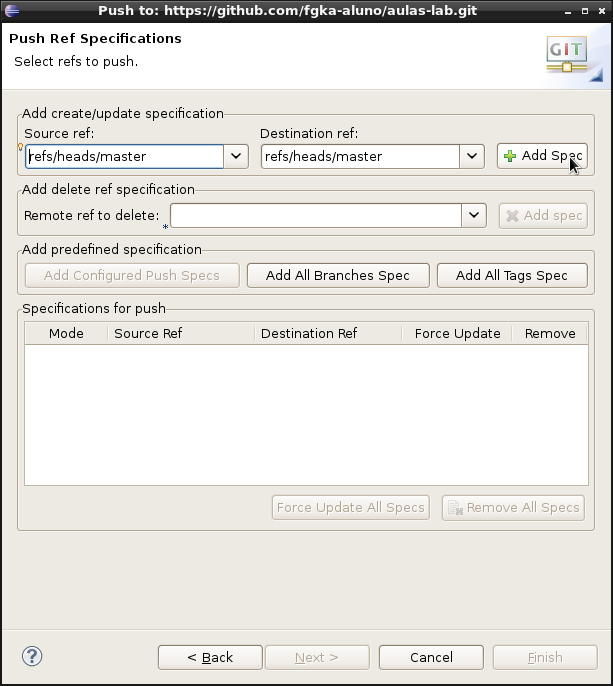 Push to: https://github.com/fgka-aluno/aulas-lab.git
Push Ref Specifications
Select refs to push.
GIT
Add create/update specification
Source ref: Destination ref:
refs/heads/master refs/heads/master Add Spec
Add delete ref specification
Remote ref to delete: * Add spec
Add predefined specification
Add Configured Push Specs Add All Branches Spec Add All Tags Spec
Specifications for push
Mode Source Ref Destination Ref Force Update Remove
Force Update All Specs Remove All Specs
? < Back Next > Cancel Finish